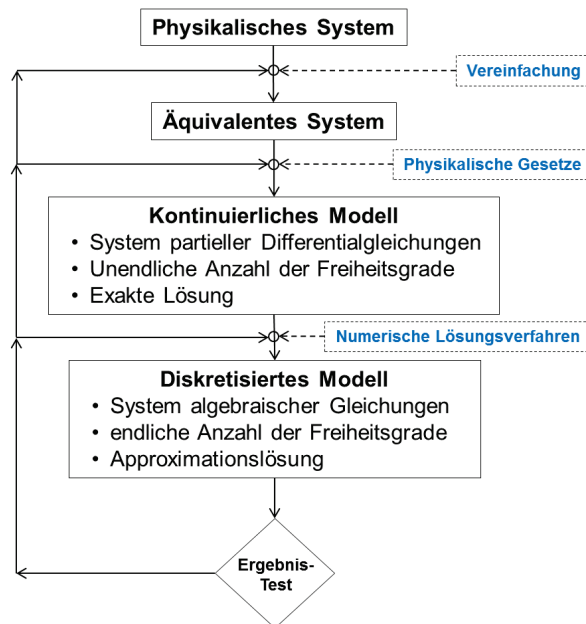 Physikalisches System
Vereinfachung
Äquivalentes System
Physikalische Gesetze
Kontinuierliches Modell
• System partieller Differentialgleichungen
• Unendliche Anzahl der Freiheitsgrade
• Exakte Lösung
Numerische Lösungsverfahren
Diskretisiertes Modell
• System algebraischer Gleichungen
• endliche Anzahl der Freiheitsgrade
• Approximationslösung
Ergebnis-
Test